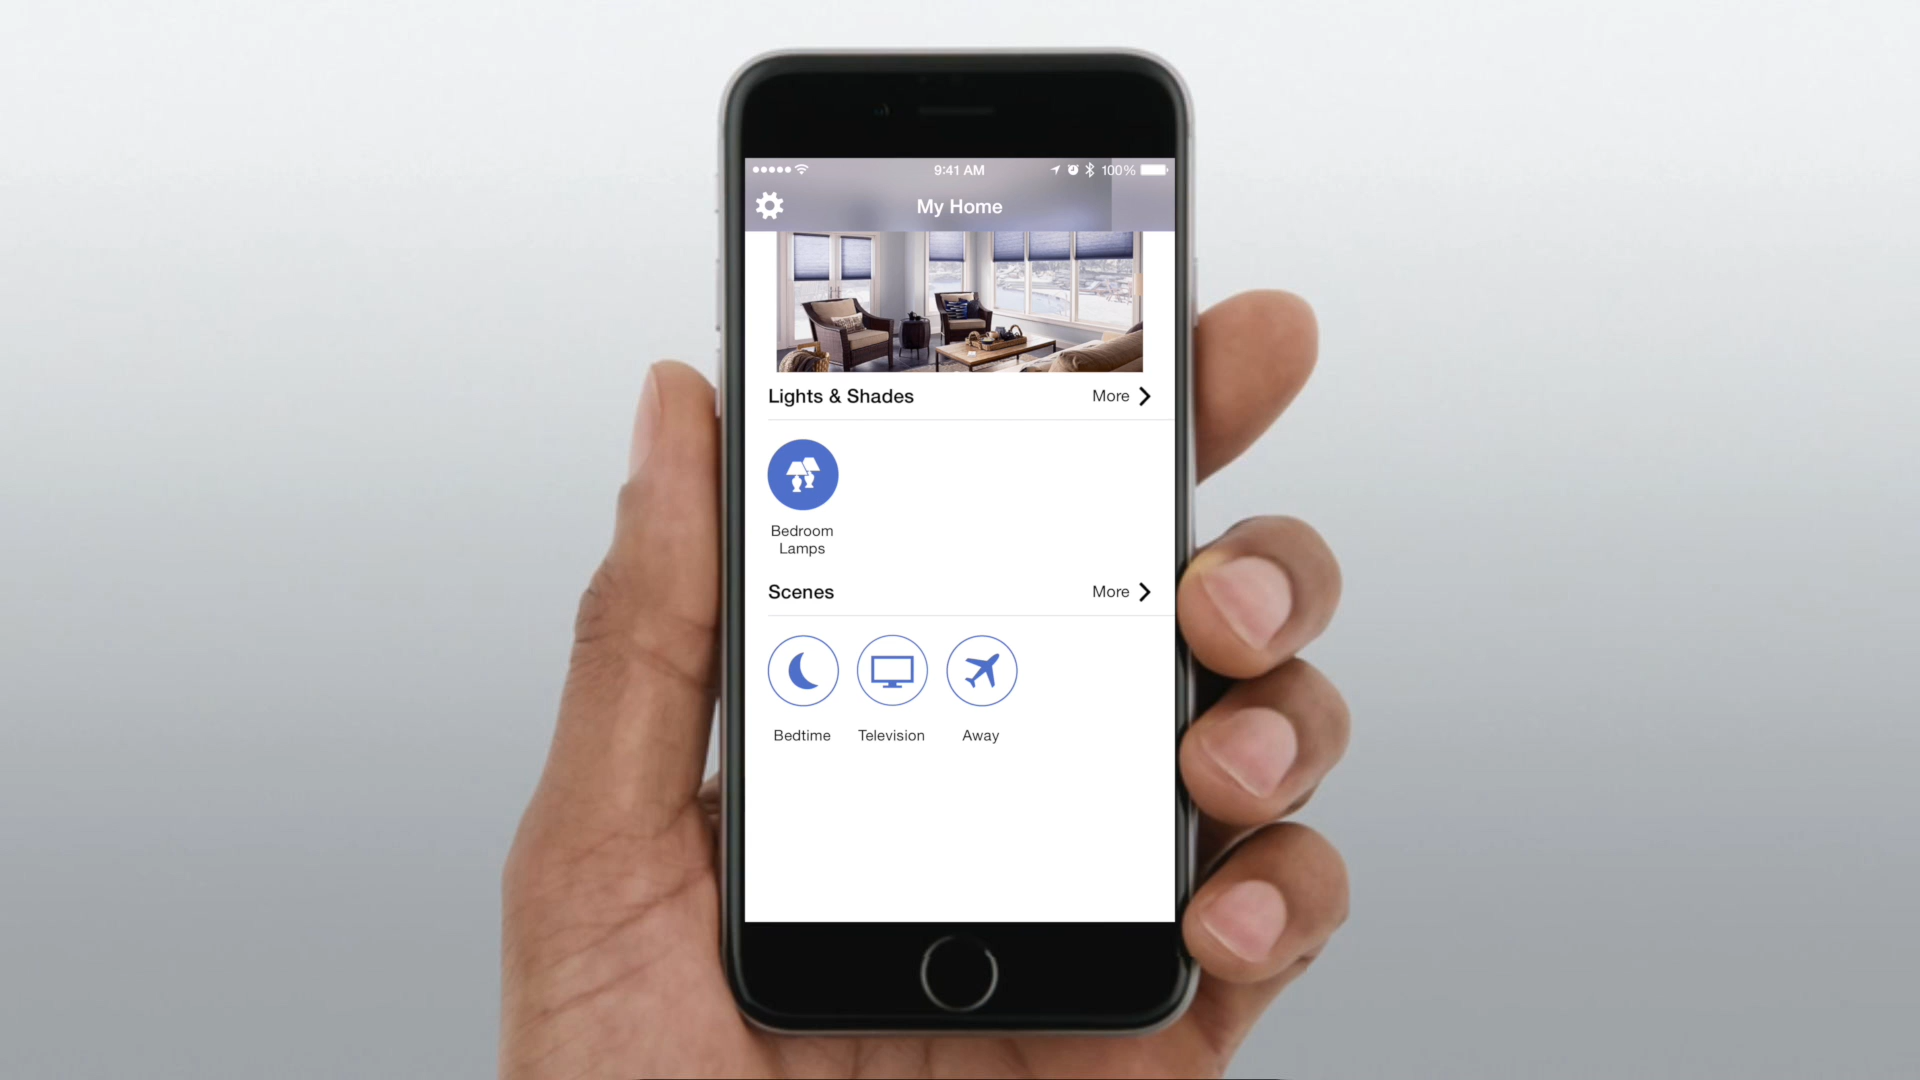 9:41 AM
100%
My Home
Lights & Shades
More
Bedroom
Lamps
Scenes
More
Bedtime
Television
Away